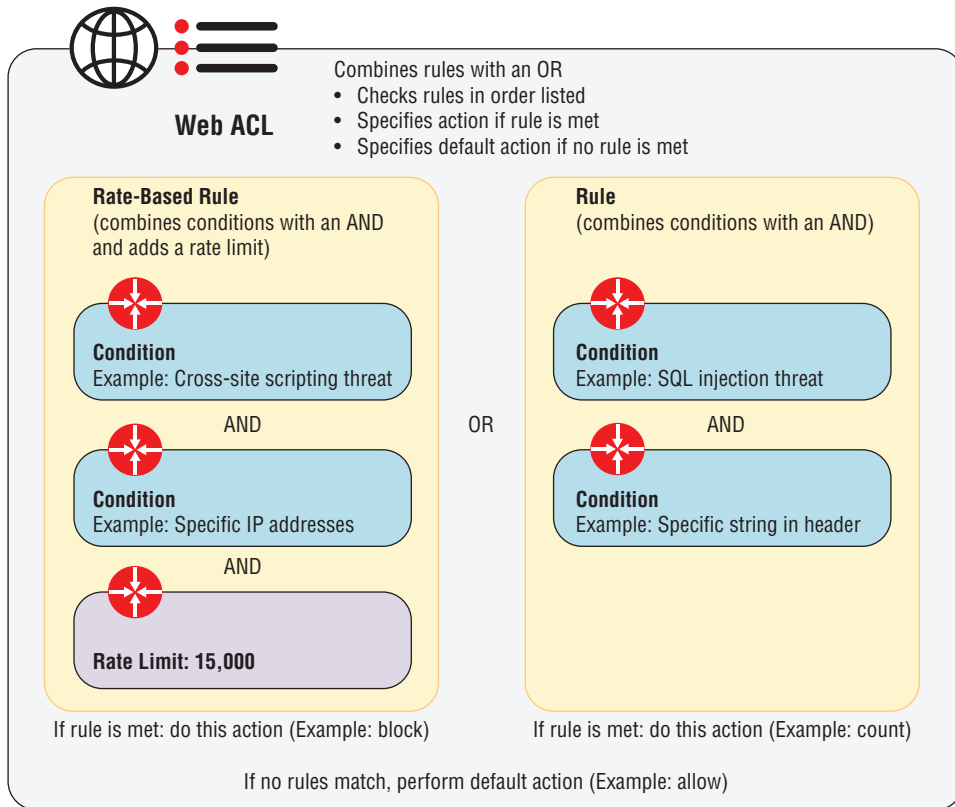 Web ACL
Combines rules with an OR
• Checks rules in order listed
• Specifies action if rule is met
• Specifies default action if no rule is met
Rate-Based Rule
(combines conditions with an AND
and adds a rate limit)
Condition
Example: Cross-site scripting threat
AND
Condition
Example: Specific IP addresses
AND
Rate Limit: 15,000
If rule is met: do this action (Example: block)
OR
Rule
(combines conditions with an AND)
Condition
Example: SQL injection threat
AND
Condition
Example: Specific string in header
If rule is met: do this action (Example: count)
If no rules match, perform default action (Example: allow)